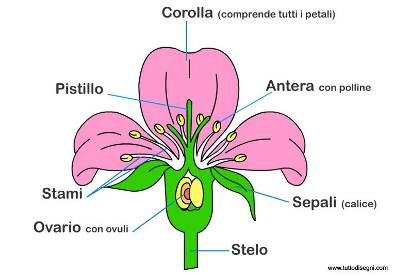 Corolla (comprende tutti i petali)
Pistillo
Antera con polline
Stami
Sepali (calice)
Ovario con ovuli
Stelo
www.tuttodisegni.com